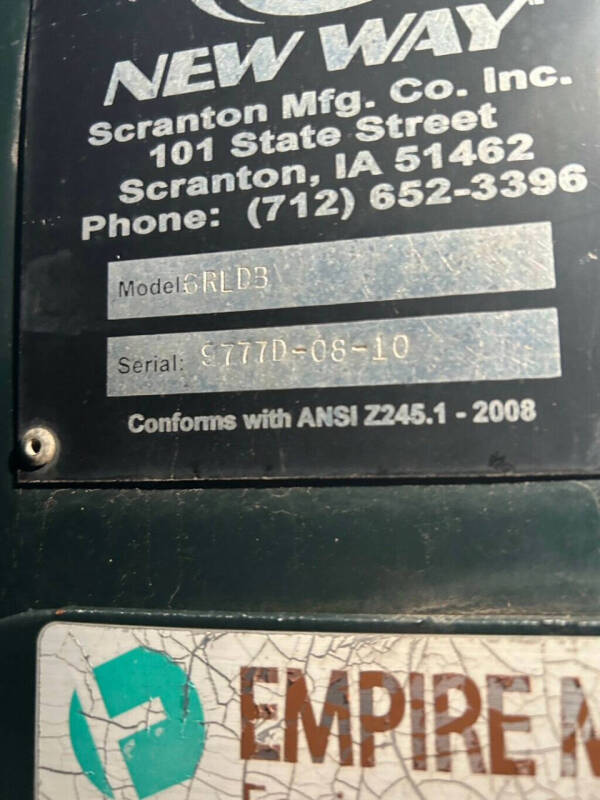 NEW WAY
Scranton Mfg. Co. Inc.
101 State Street
Scranton, IA 51462
Phone: (712) 652-3396
Model 6RLDB
Serial: 9777D-08-10
Conforms with ANSI Z245.1 - 2008
EMPIRE